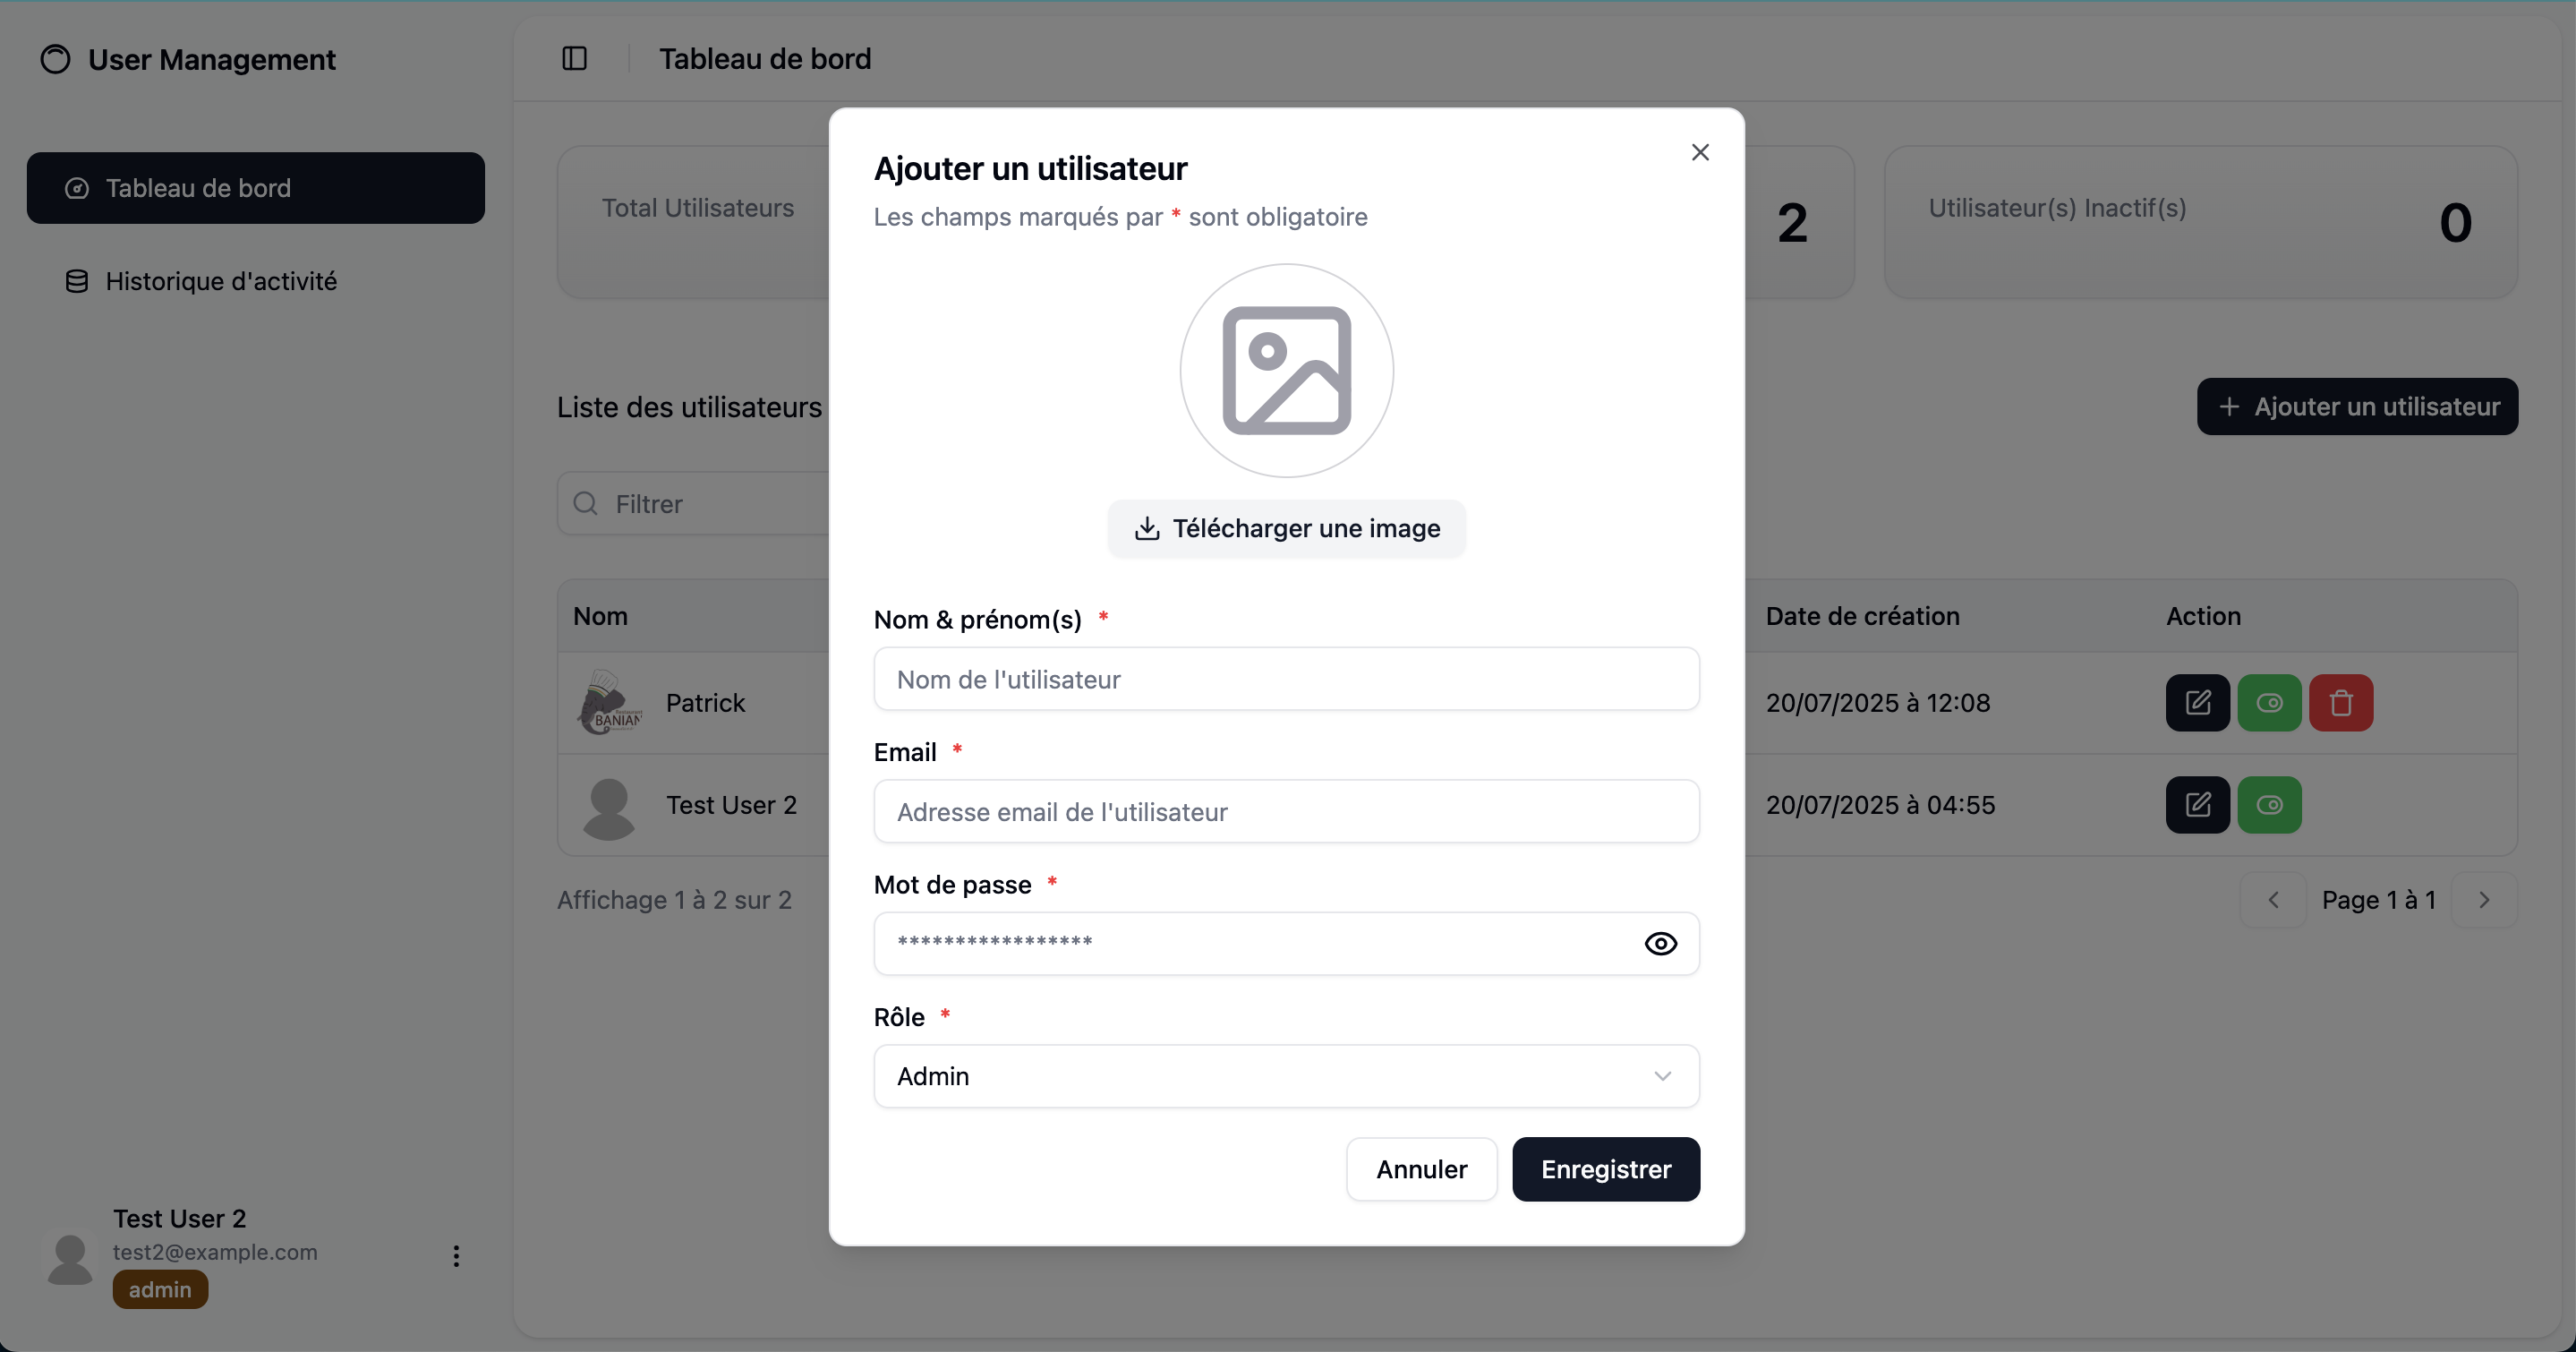 User Management
Tableau de bord
Historique d'activité
Test User 2
test2@example.com
admin
Tableau de bord
Total Utilisateurs
2
Utilisateur(s) Inactif(s)
0
Liste des utilisateurs
+ Ajouter un utilisateur
Filtrer
Nom
Date de création
Action
BANIAN
Patrick
20/07/2025 à 12:08
Test User 2
20/07/2025 à 04:55
Affichage 1 à 2 sur 2
Page 1 à 1
Ajouter un utilisateur
Les champs marqués par * sont obligatoire
Télécharger une image
Nom & prénom(s) *
Nom de l'utilisateur
Email *
Adresse email de l'utilisateur
Mot de passe *
*****************
Rôle *
Admin
Annuler
Enregistrer